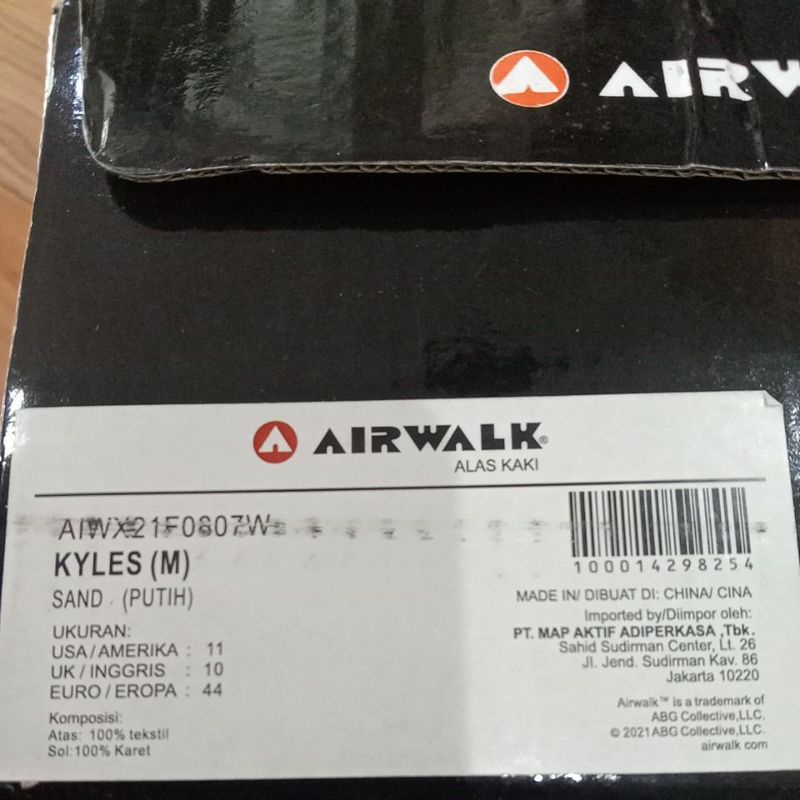 AIRW
AIRWALK®
ALAS KAKI
AIWX21F0807W
KYLES (M)
SAND . (PUTIH)
UKURAN:
USA / AMERIKA : 11
UK / INGGRIS : 10
EURO / EROPA : 44
Komposisi:
Atas: 100% tekstil
Sol:100% Karet
100014298254
MADE IN/ DIBUAT DI: CHINA/ CINA
Imported by/Diimpor oleh:
PT. MAP AKTIF ADIPERKASA ,Tbk.
Sahid Sudirman Center, Lt. 26
Jl. Jend. Sudirman Kav. 86
Jakarta 10220
Airwalk™ is a trademark of
ABG Collective,LLC.
© 2021 ABG Collective,LLC.
airwalk com